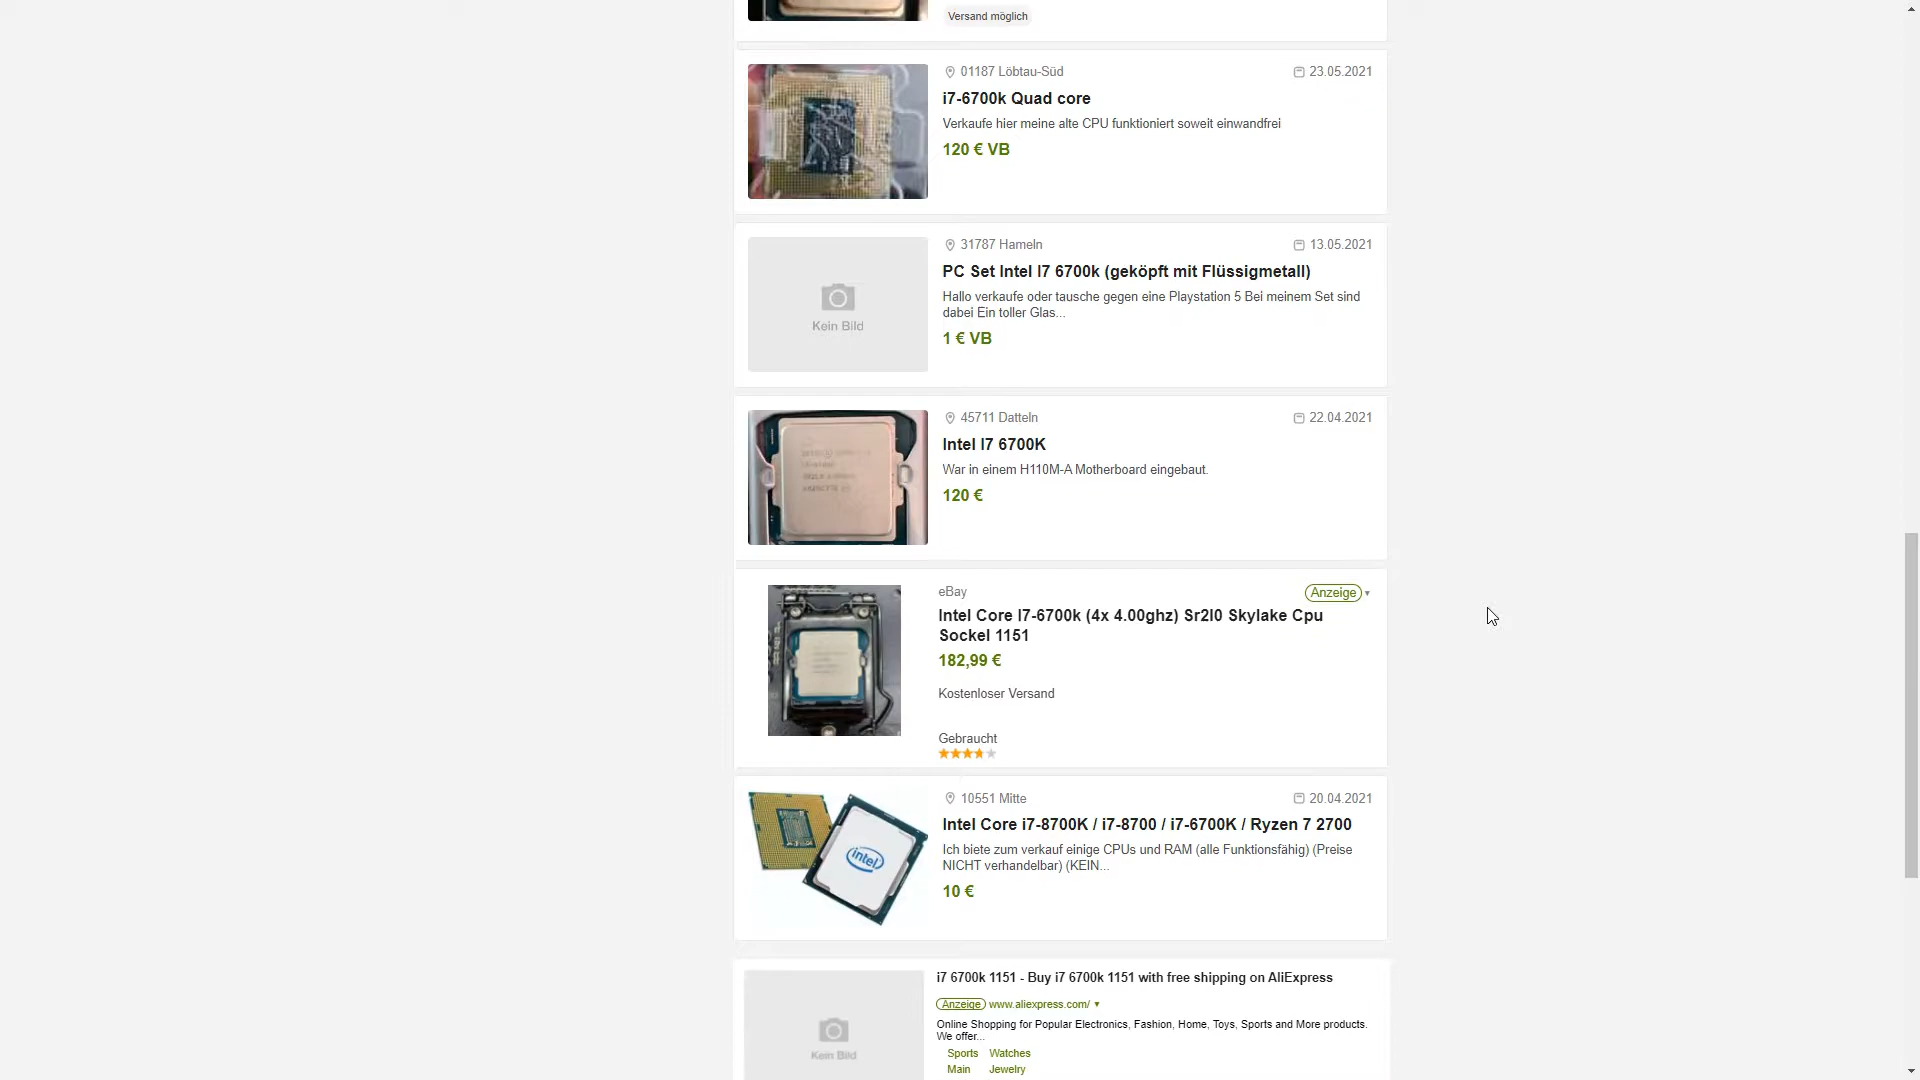 Versand möglich
01187 Löbtau-Süd
23.05.2021
i7-6700k Quad core
Verkaufe hier meine alte CPU funktioniert soweit einwandfrei
120 € VB
31787 Hameln
13.05.2021
PC Set Intel I7 6700k (geköpft mit Flüssigmetall)
Hallo verkaufe oder tausche gegen eine Playstation 5 Bei meinem Set sind
dabei Ein toller Glas...
Kein Bild
1 € VB
45711 Datteln
22.04.2021
Intel I7 6700K
War in einem H110M-A Motherboard eingebaut.
120 €
eBay
Anzeige
Intel Core I7-6700k (4x 4.00ghz) Sr2l0 Skylake Cpu
Sockel 1151
182,99 €
Kostenloser Versand
Gebraucht
10551 Mitte
20.04.2021
Intel Core i7-8700K / i7-8700 / i7-6700K / Ryzen 7 2700
Ich biete zum verkauf einige CPUs und RAM (alle Funktionsfähig) (Preise
NICHT verhandelbar) (KEIN...
intel
10 €
i7 6700k 1151 - Buy i7 6700k 1151 with free shipping on AliExpress
Anzeige www.aliexpress.com/
Online Shopping for Popular Electronics, Fashion, Home, Toys, Sports and More products.
We offer...
Kein Bild
Sports Watches
Main Jewelry